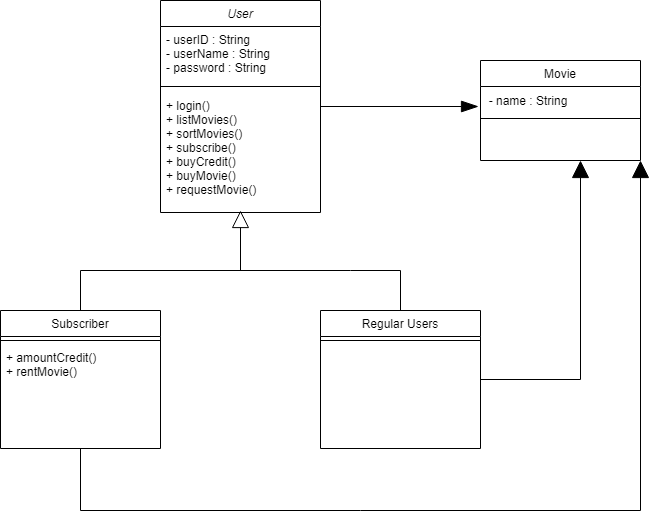 User
- userID : String
- userName : String
- password : String
+ login()
+ listMovies()
+ sortMovies()
+ subscribe()
+ buyCredit()
+ buyMovie()
+ requestMovie()
Movie
- name : String
Subscriber
+ amountCredit()
+ rentMovie()
Regular Users